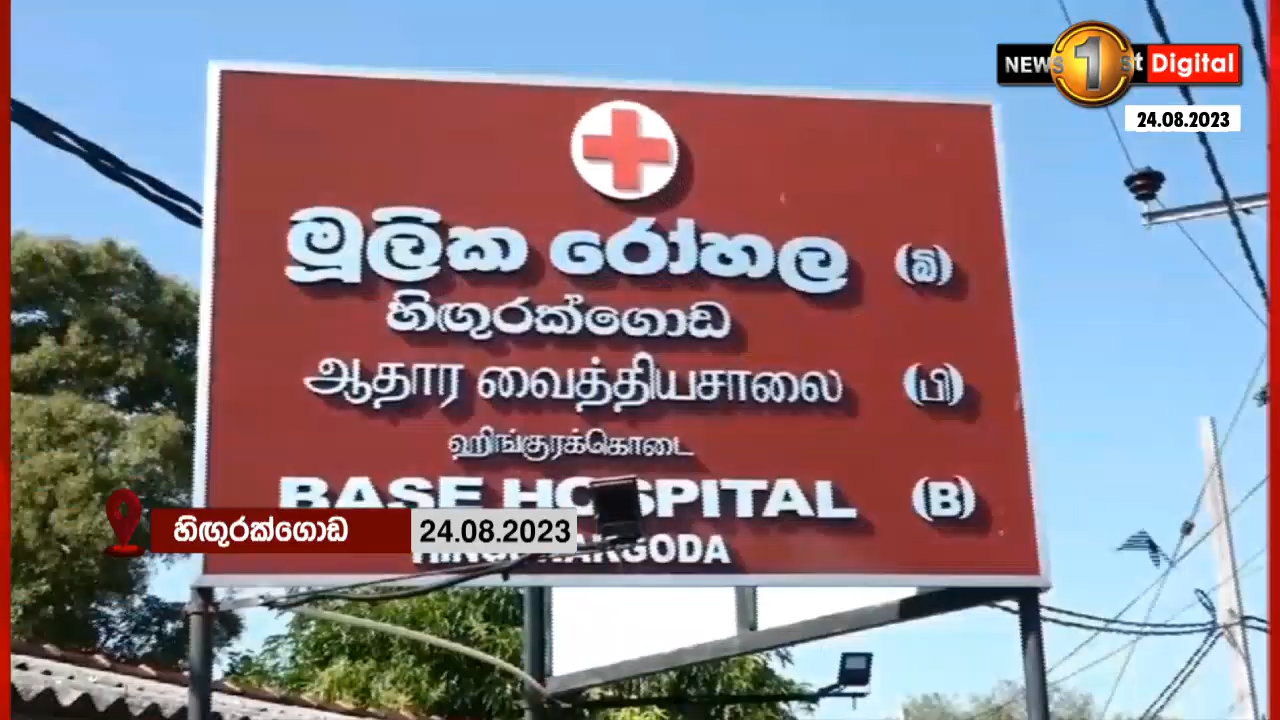 NEWS 1st Digital
24.08.2023
මූලික රෝහල (බී)
හිඟුරක්ගොඩ
ஆதார வைத்தியசாலை (பி)
ஹிங்குரக்கொடை
BASE HOSPITAL (B)
හිඟුරක්ගොඩ 24.08.2023